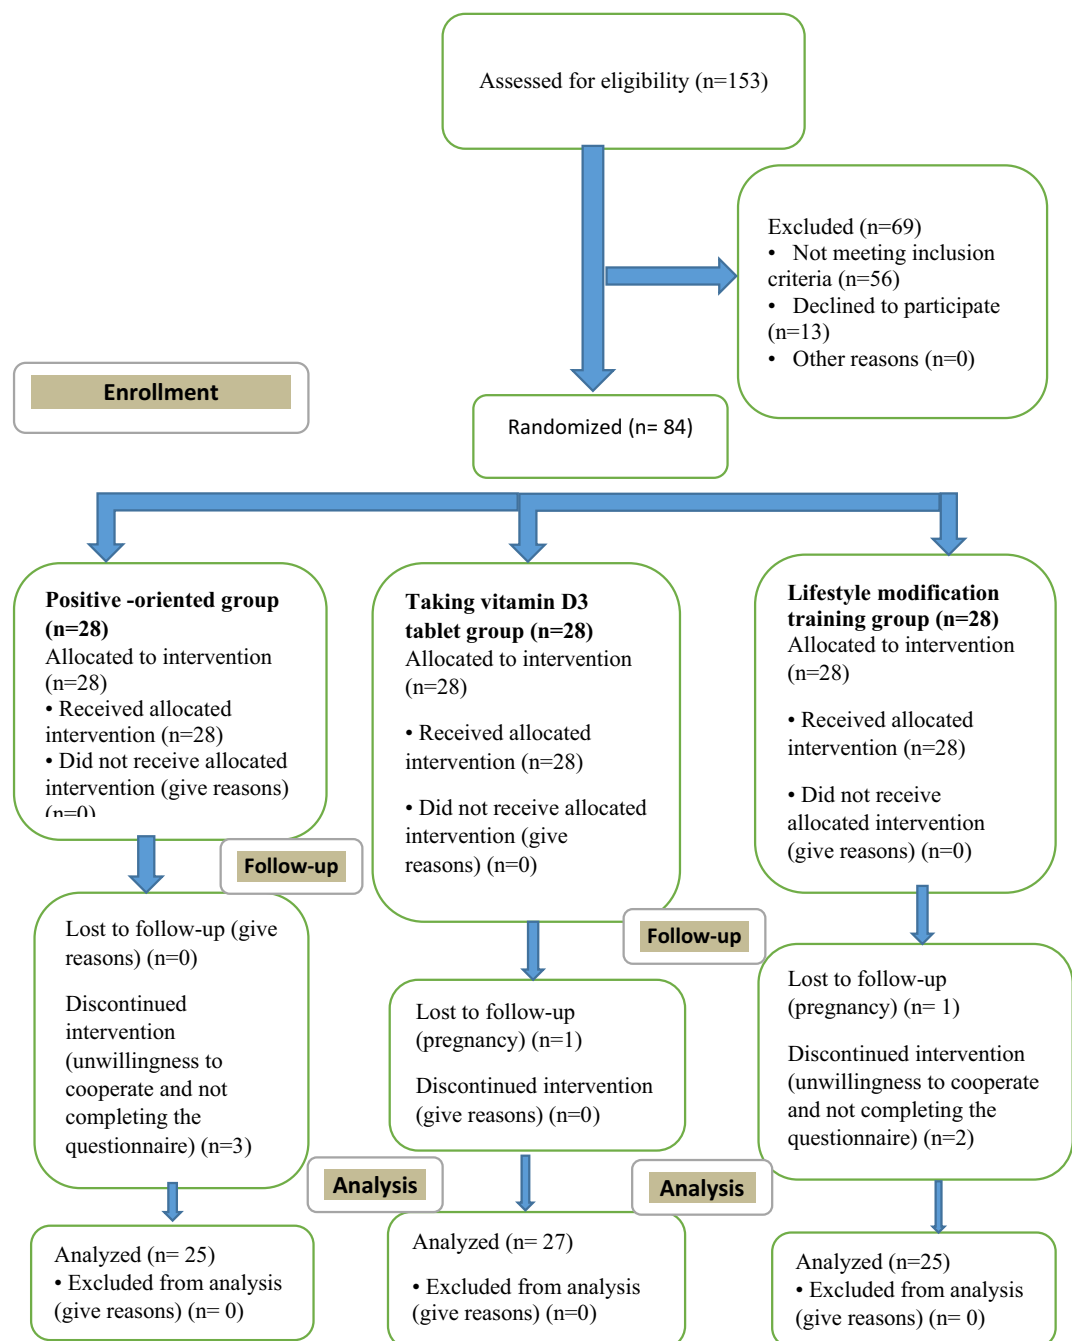 Assessed for eligibility (n=153)
Excluded (n=69)
• Not meeting inclusion
criteria (n=56)
• Declined to participate
(n=13)
• Other reasons (n=0)
Enrollment
Randomized (n= 84)
Positive -oriented group
(n=28)
Allocated to intervention
(n=28)
• Received allocated
intervention (n=28)
• Did not receive allocated
intervention (give reasons)
(n=0)
Taking vitamin D3
tablet group (n=28)
Allocated to intervention
(n=28)
• Received allocated
intervention (n=28)
• Did not receive allocated
intervention (give
reasons) (n=0)
Lifestyle modification
training group (n=28)
Allocated to intervention
(n=28)
• Received allocated
intervention (n=28)
• Did not receive
allocated intervention
(give reasons) (n=0)
Follow-up
Follow-up
Lost to follow-up (give
reasons) (n=0)
Discontinued
intervention
(unwillingness to
cooperate and not
completing the
questionnaire) (n=3)
Lost to follow-up
(pregnancy) (n=1)
Discontinued intervention
(give reasons) (n=0)
Lost to follow-up
(pregnancy) (n= 1)
Discontinued intervention
(unwillingness to cooperate
and not completing the
questionnaire) (n=2)
Analysis
Analysis
Analyzed (n= 25)
• Excluded from analysis
(give reasons) (n= 0)
Analyzed (n= 27)
• Excluded from analysis
(give reasons) (n=0)
Analyzed (n=25)
• Excluded from analysis
(give reasons) (n= 0)